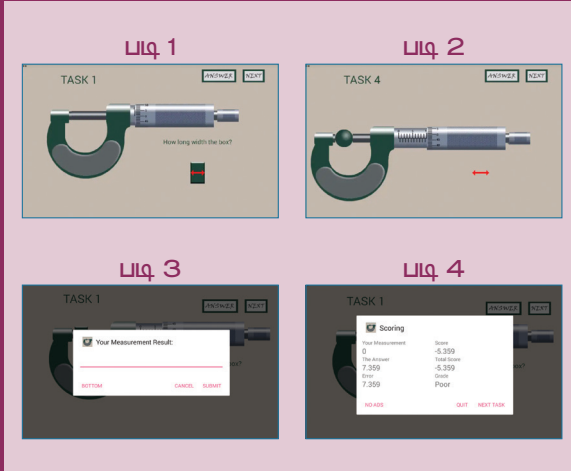 படி 1
TASK 1
ANSWER
NEXT
How long width the box?
படி 2
TASK 4
ANSWER
NEXT
படி 3
TASK 1
ANSWER
NEXT
Your Measurement Result:
BOTTOM
CANCEL
SUBMIT
படி 4
TASK 1
ANSWER
NEXT
Scoring
Your Measurement
Score
0
-5.359
The Answer
Total Score
7.359
-5.359
Error
Grade
7.359
Poor
NO ADS
QUIT
NEXT TASK